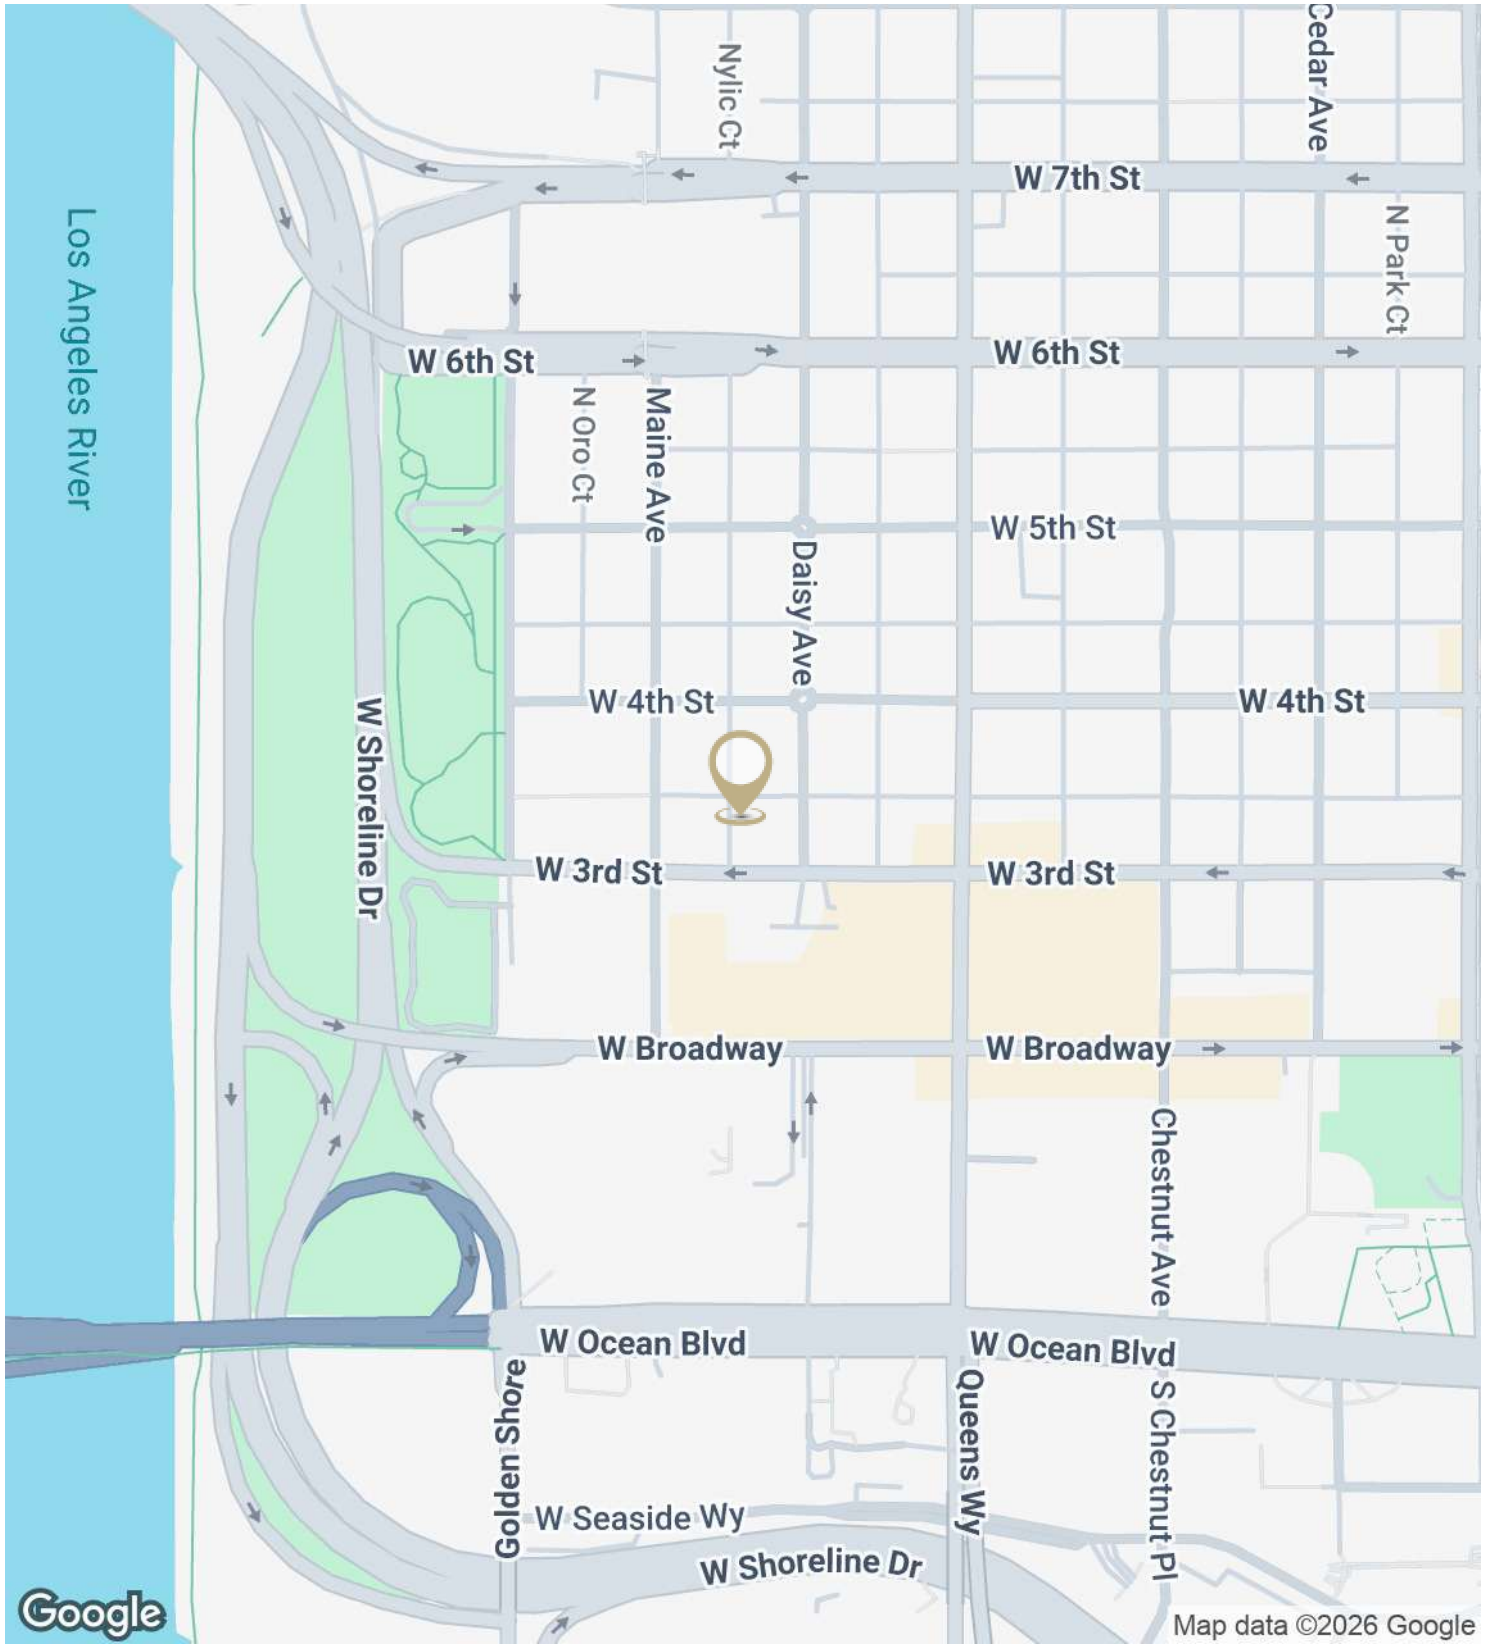 Cedar Ave
Nylic Ct
W 7th St
N Park Ct
Los Angeles River
W 6th St
W 6th St
N Oro Ct
Maine Ave
W 5th St
Daisy Ave
W 4th St
W 4th St
W Shoreline Dr
W 3rd St
W 3rd St
W Broadway
W Broadway
Chestnut Ave
W Ocean Blvd
W Ocean Blvd
Golden Shore
Queens Wy
S Chestnut Pl
W Seaside Wy
W Shoreline Dr
Google
Map data ©2026 Google